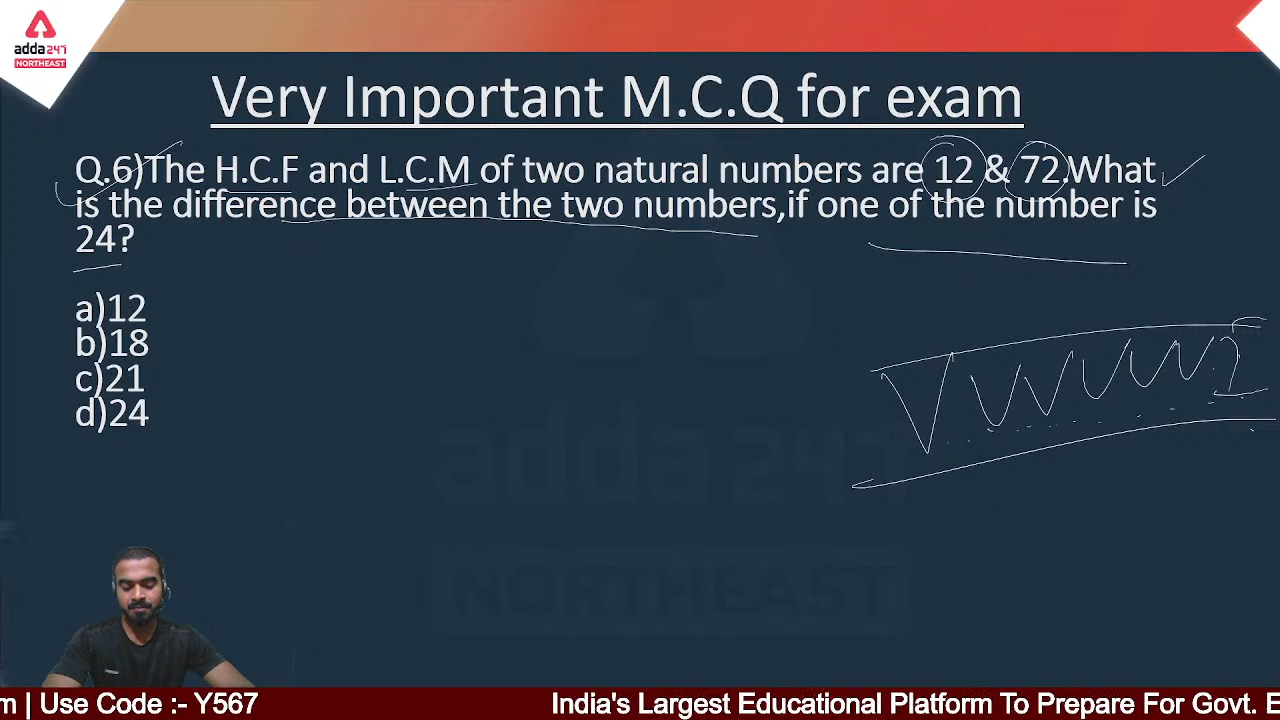 adda247
NORTHEAST
Very Important M.C.Q for exam
Q.6)The H.C.F and L.C.M of two natural numbers are 12 & 72.What
is the difference between the two numbers,if one of the number is
24?
a)12
b)18
c)21
d)24
adda247
NORTHEAST
m | Use Code :- Y567 India's Largest Educational Platform To Prepare For Govt. E